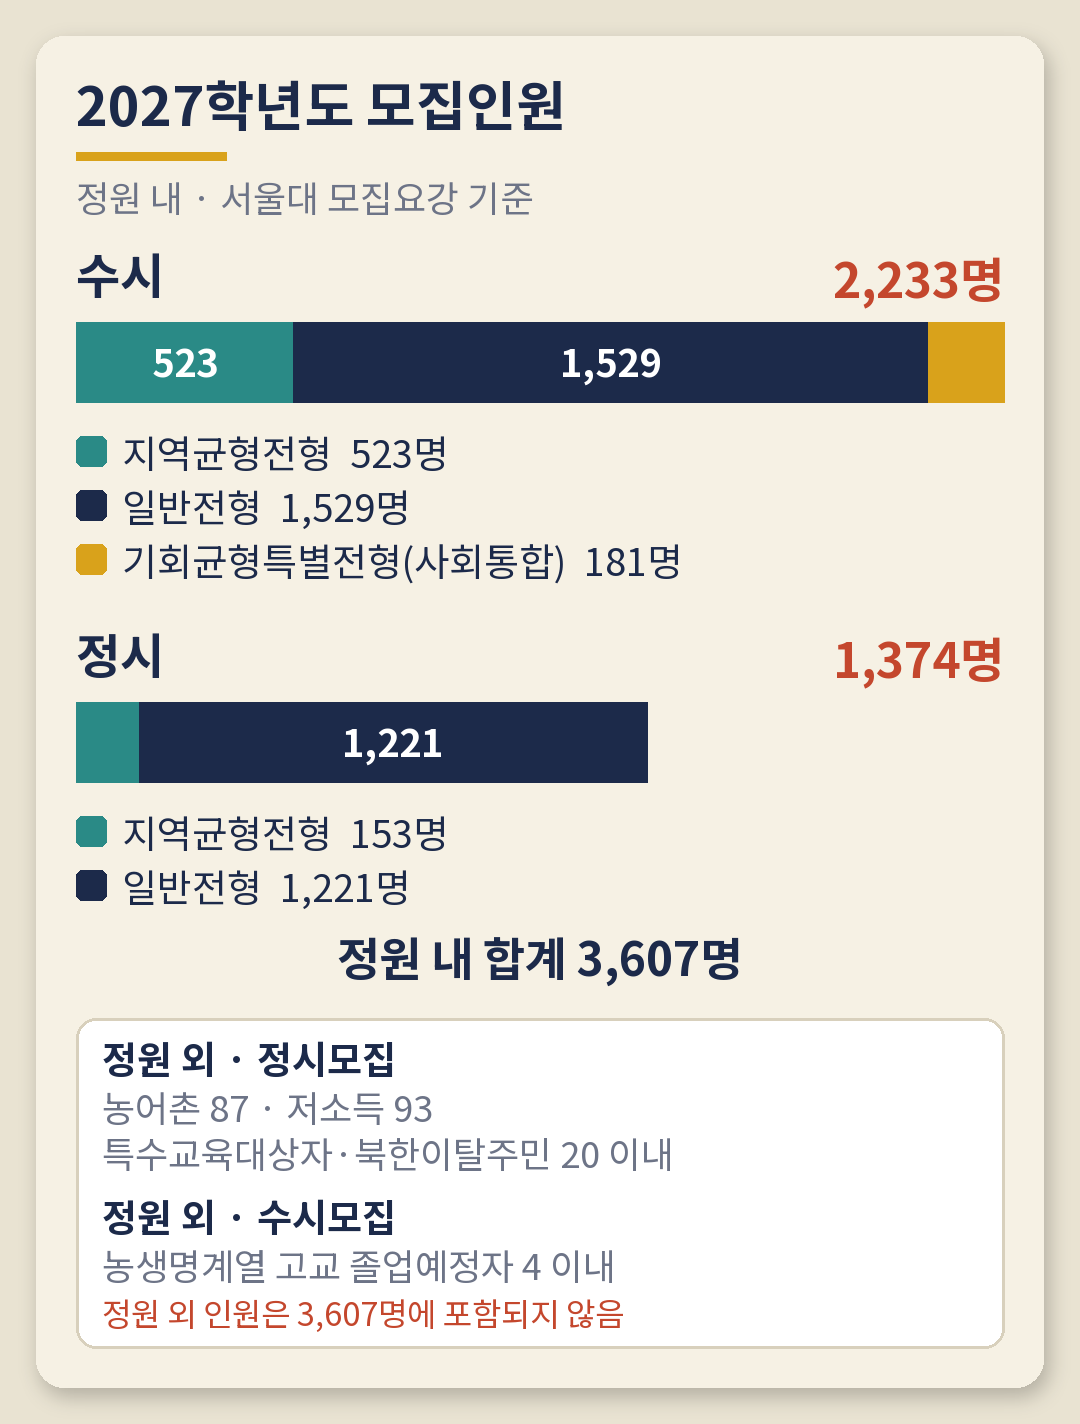 2027학년도 모집인원
정원 내 · 서울대 모집요강 기준
수시 2,233명
523 1,529
지역균형전형 523명
일반전형 1,529명
기회균형특별전형(사회통합) 181명
정시 1,374명
1,221
지역균형전형 153명
일반전형 1,221명
정원 내 합계 3,607명
정원 외 · 정시모집
농어촌 87 · 저소득 93
특수교육대상자·북한이탈주민 20 이내
정원 외 · 수시모집
농생명계열 고교 졸업예정자 4 이내
정원 외 인원은 3,607명에 포함되지 않음